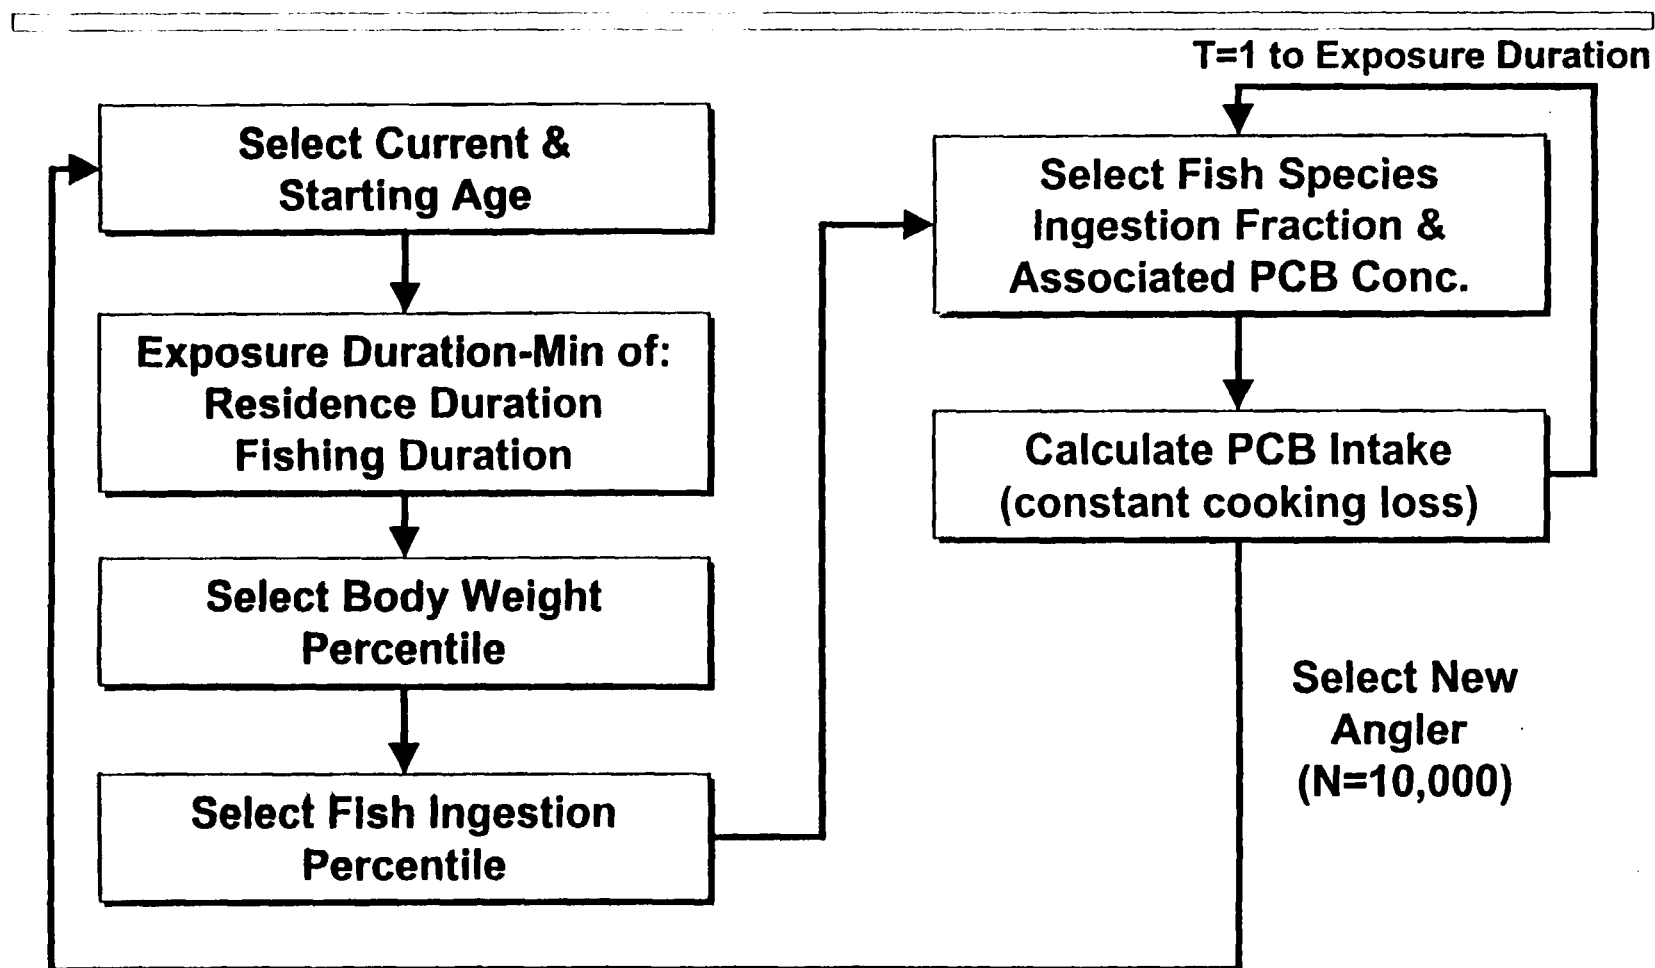 T=1 to Exposure Duration
Select Current &
Starting Age
Exposure Duration-Min of:
Residence Duration
Fishing Duration
Select Body Weight
Percentile
Select Fish Ingestion
Percentile
Select Fish Species
Ingestion Fraction &
Associated PCB Conc.
Calculate PCB Intake
(constant cooking loss)
Select New
Angler
(N=10,000)